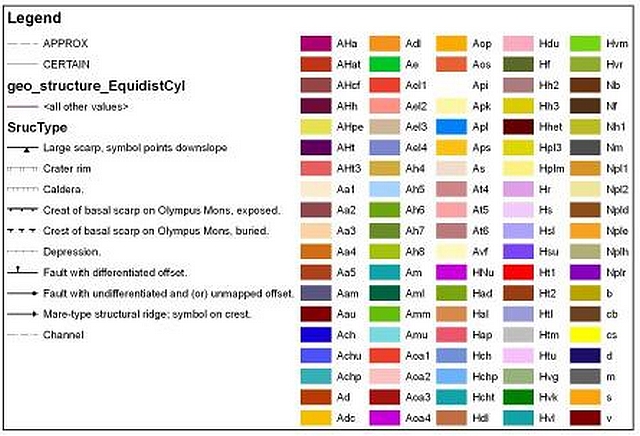 Legend
APPROX
CERTAIN
geo_structure_EquidistCyl
<all other values>
SrucType
Large scarp, symbol points downslope
Crater rim
Caldera.
Creat of basal scarp on Olympus Mons, exposed.
Crest of basal scarp on Olympus Mons, buried.
Depression.
Fault with differentiated offset.
Fault with undifferentiated and (or) unmapped offset.
Mare-type structural ridge; symbol on crest.
Channel
AHa
AHat
AHcf
AHh
AHpe
AHt
AHt3
Aa1
Aa2
Aa3
Aa4
Aa5
Aam
Aau
Ach
Achu
Achp
Ad
Adc
Adl
Ae
Ael1
Ael2
Ael3
Ael4
Ah4
Ah5
Ah6
Ah7
Ah8
Am
Aml
Amm
Amu
Aoa1
Aoa2
Aoa3
Aoa4
Aop
Aos
Api
Apk
Apl
Aps
As
At4
At5
At6
Avf
HNu
Had
Hal
Hap
Hch
Hchp
Hcht
Hdl
Hdu
Hf
Hh2
Hh3
Hhet
Hpl3
Hplm
Hr
Hs
Hsl
Hsu
Ht1
Ht2
Htl
Htm
Htu
Hvg
Hvk
Hvl
Hvm
Hvr
Nb
Nf
Nh1
Nm
Npl1
Npl2
Npld
Nple
Nplh
Nplr
b
cb
cs
d
m
s
v